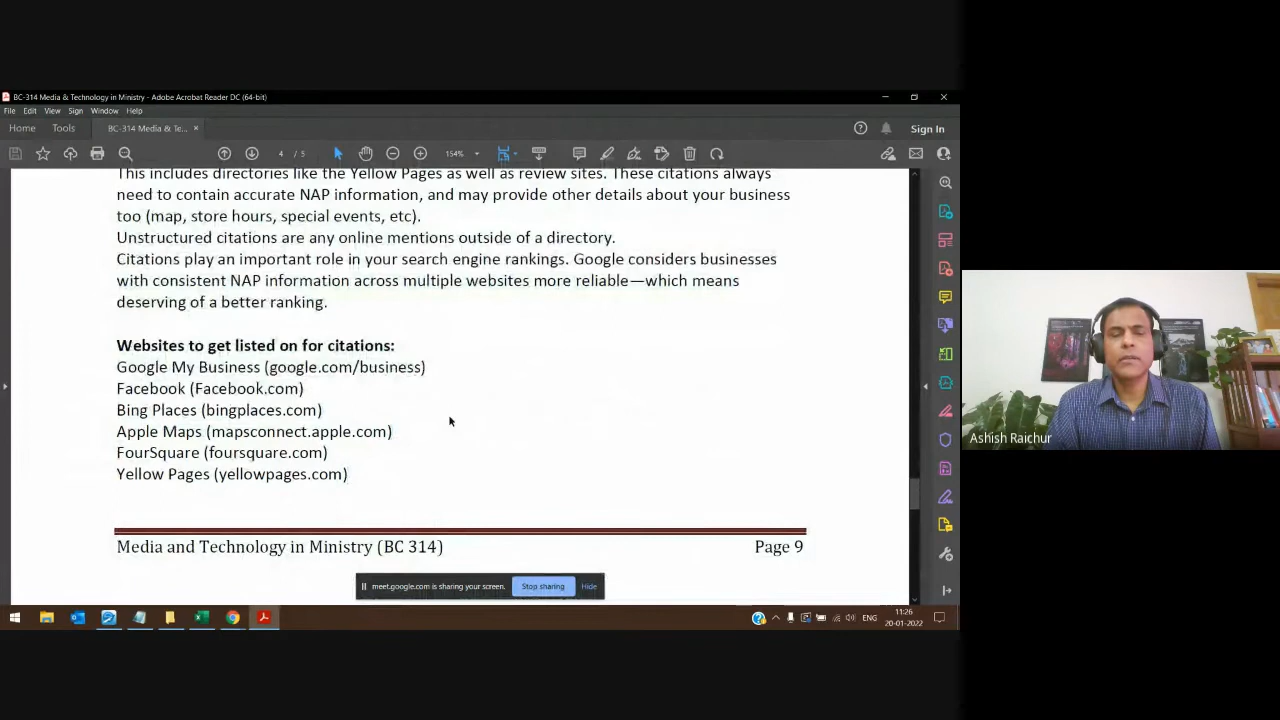 BC-314 Media & Technology in Ministry - Adobe Acrobat Reader DC (64-bit)
File Edit View Sign Window Help
Home Tools BC-314 Media & Te... × Sign In
4 / 5 154%
This includes directories like the Yellow Pages as well as review sites. These citations always
need to contain accurate NAP information, and may provide other details about your business
too (map, store hours, special events, etc).
Unstructured citations are any online mentions outside of a directory.
Citations play an important role in your search engine rankings. Google considers businesses
with consistent NAP information across multiple websites more reliable—which means
deserving of a better ranking.
Websites to get listed on for citations:
Google My Business (google.com/business)
Facebook (Facebook.com)
Bing Places (bingplaces.com)
Apple Maps (mapsconnect.apple.com)
FourSquare (foursquare.com)
Yellow Pages (yellowpages.com)
Media and Technology in Ministry (BC 314) Page 9
meet.google.com is sharing your screen. Stop sharing Hide
ENG 11:26
20-01-2022
Ashish Raichur